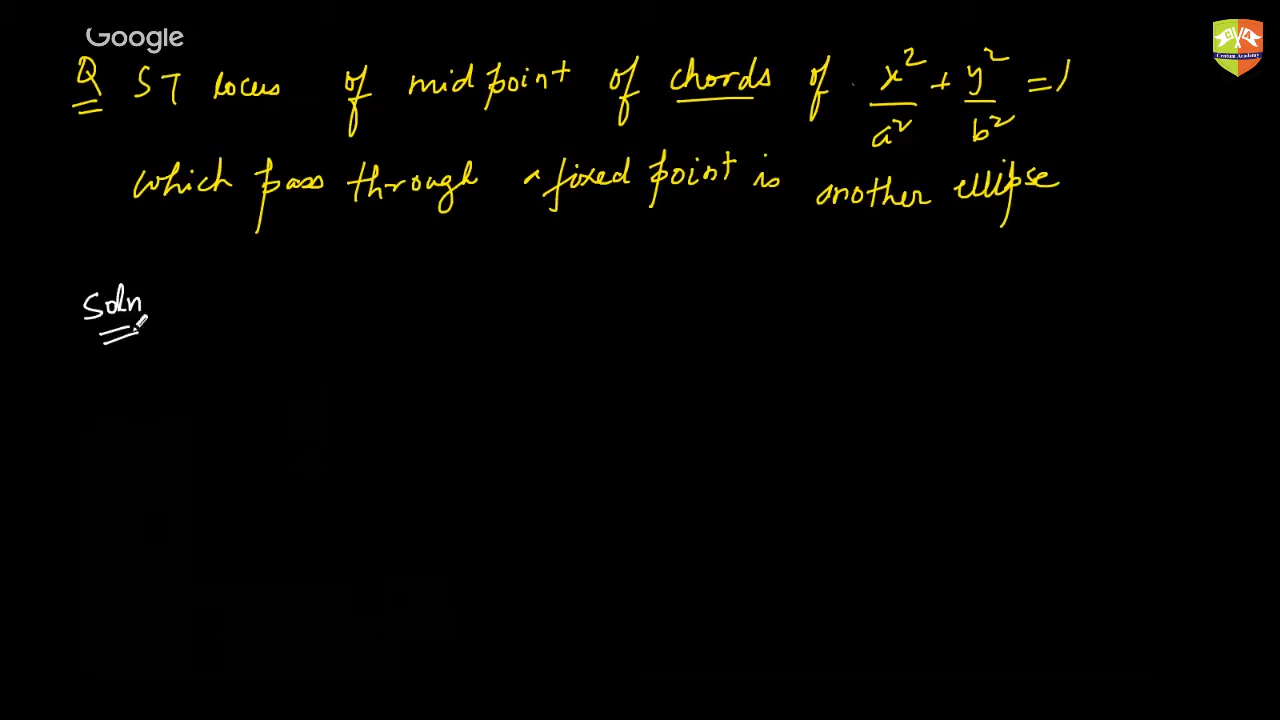 Google
Q ST locus of midpoint of chords of x²/a² + y²/b² = 1
which pass through a fixed point is another ellipse
Soln